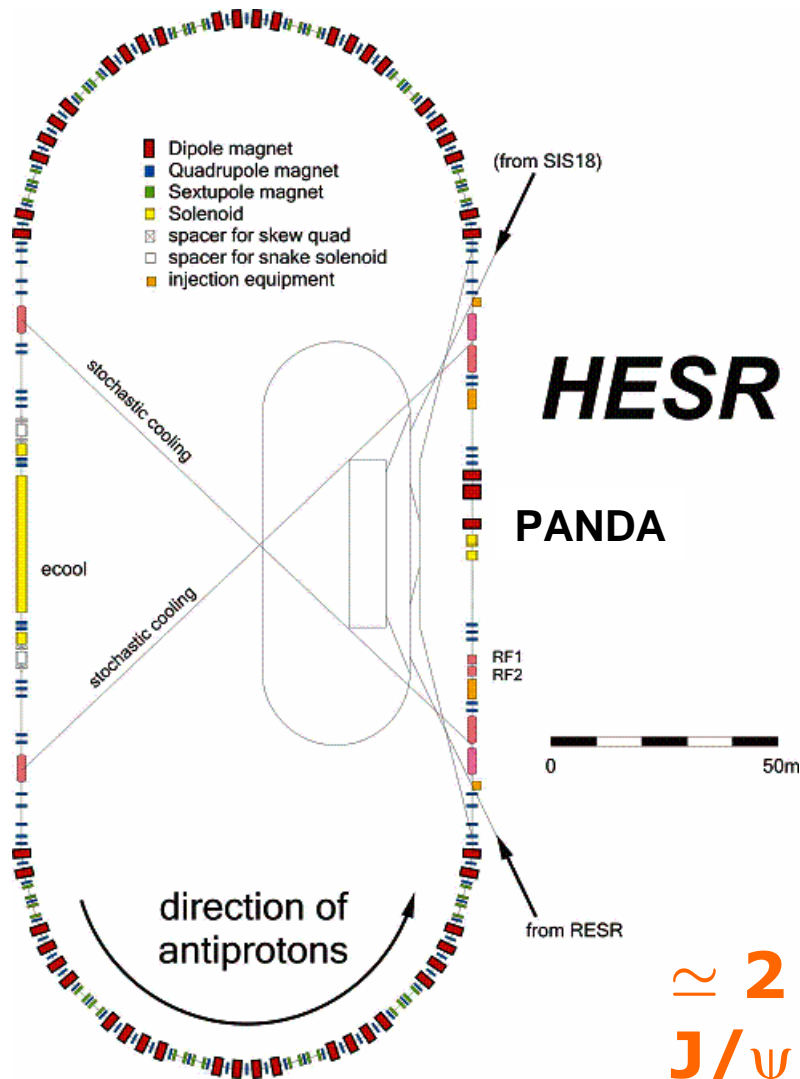 Dipole magnet
Quadrupole magnet
Sextupole magnet
Solenoid
spacer for skew quad
spacer for snake solenoid
injection equipment
(from SIS18)
stochastic cooling
HESR
PANDA
ecool
stochastic cooling
RF1
RF2
0 50m
direction of
antiprotons
from RESR
≃ 2
J/ψ